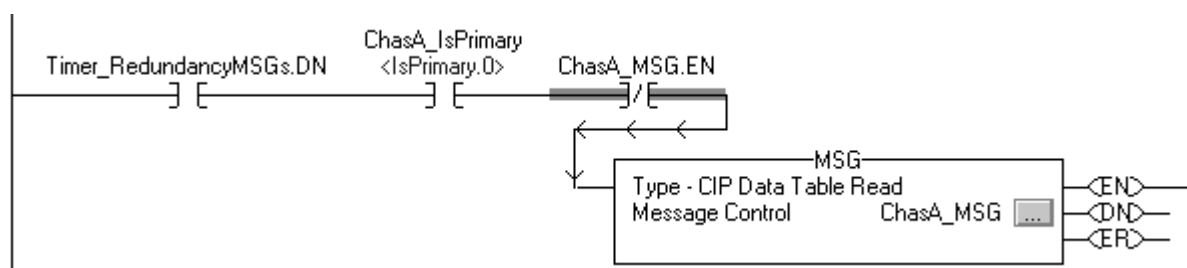 ChasA_IsPrimary
Timer_RedundancyMSGs.DN <IsPrimary.0> ChasA_MSG.EN
MSG
Type - CIP Data Table Read
EN
Message Control ChasA_MSG ... DN
ER